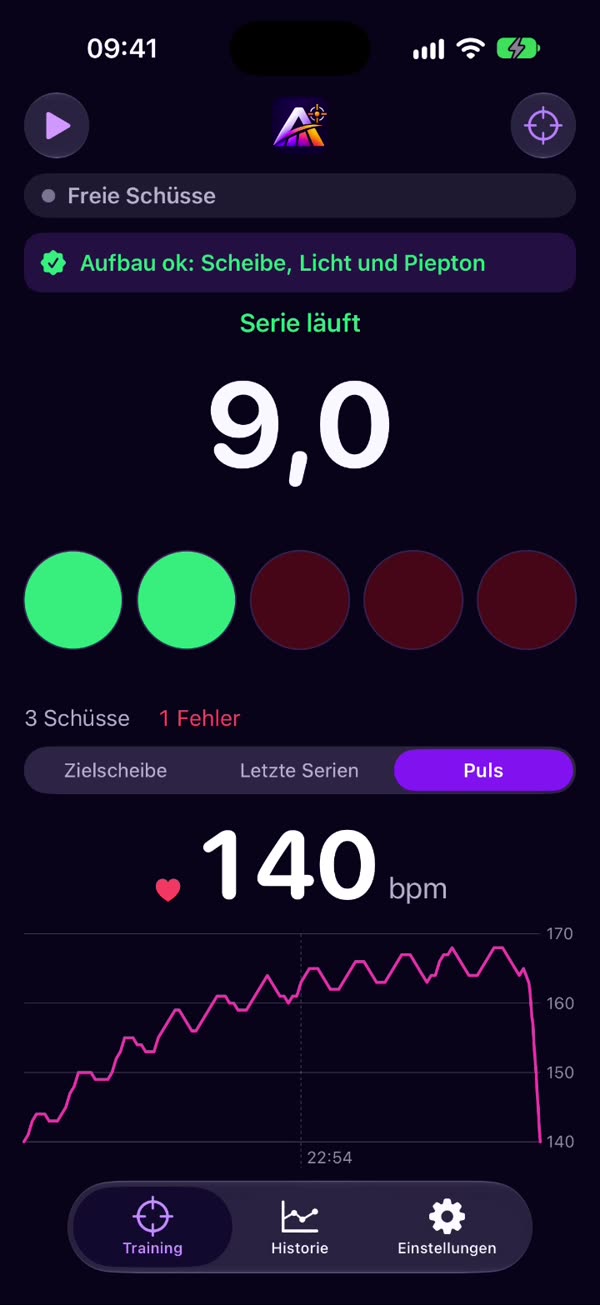 09:41
Freie Schüsse
Aufbau ok: Scheibe, Licht und Piepton
Serie läuft
9,0
3 Schüsse 1 Fehler
Zielscheibe Letzte Serien Puls
140 bpm
170
160
150
140
22:54
Training Historie Einstellungen